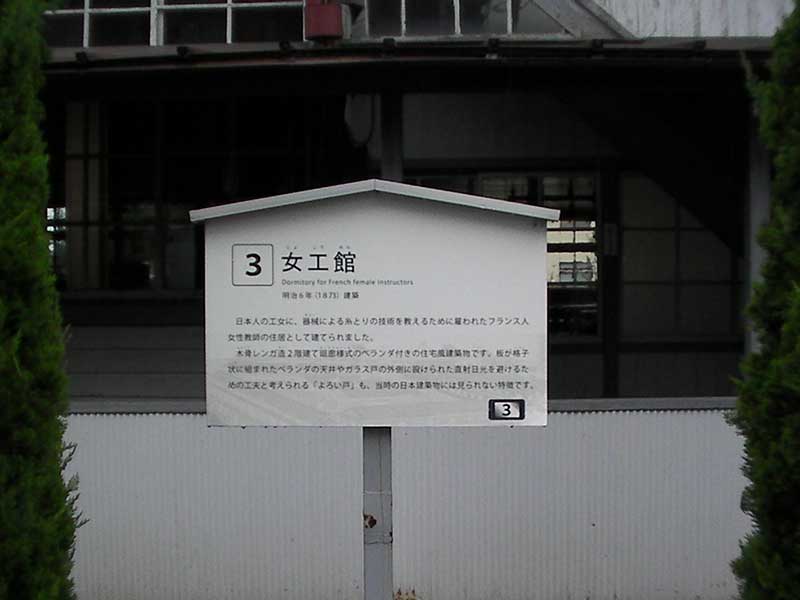 3 女工館
じょ こう かん
Dormitory for French female Instructors
明治6年(1873)建築
日本人の工女に、器械による糸とりの技術を教えるために雇われたフランス人
女性教師の住居として建てられました。
木骨レンガ造2階建て回廊様式のベランダ付きの住宅風建築物です。板が格子
状に組まれたベランダの天井やガラス戸の外側に設けられた直射日光を避けるた
めの工夫と考えられる「よろい戸」も、当時の日本建築物には見られない特徴です。
3